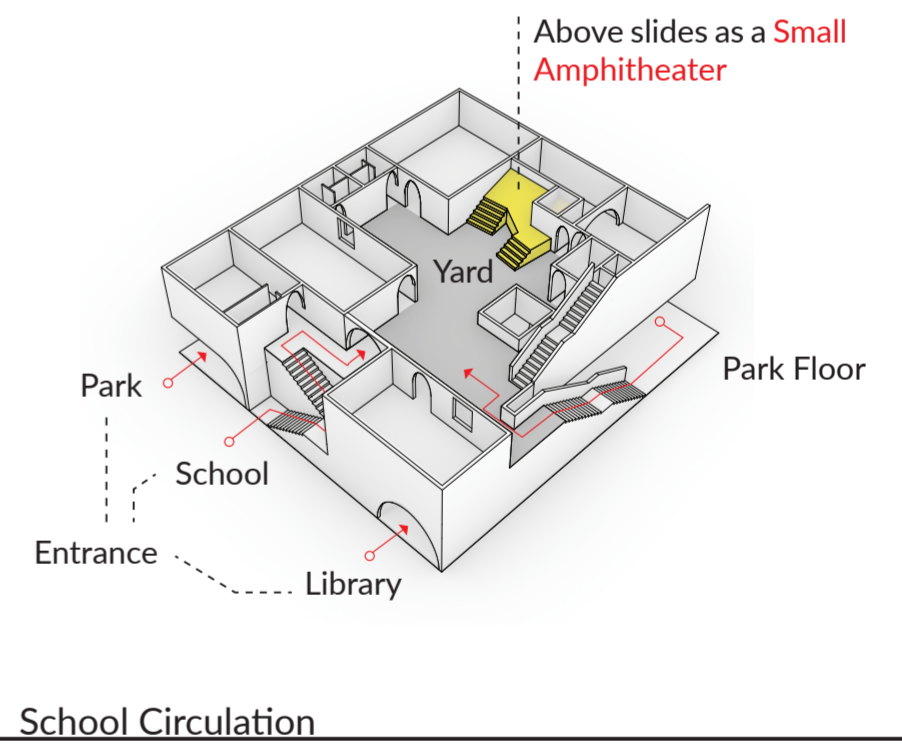 Above slides as a Small
Amphitheater
Yard
Park Floor
Park
School
Entrance
Library
School Circulation